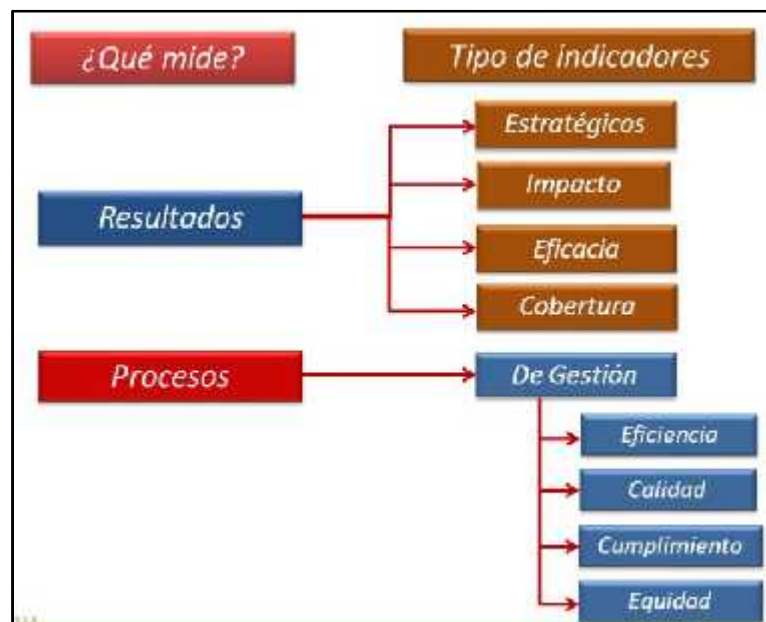 ¿Qué mide?
Tipo de indicadores
Resultados
Estratégicos
Impacto
Eficacia
Cobertura
Procesos
De Gestión
Eficiencia
Calidad
Cumplimiento
Equidad